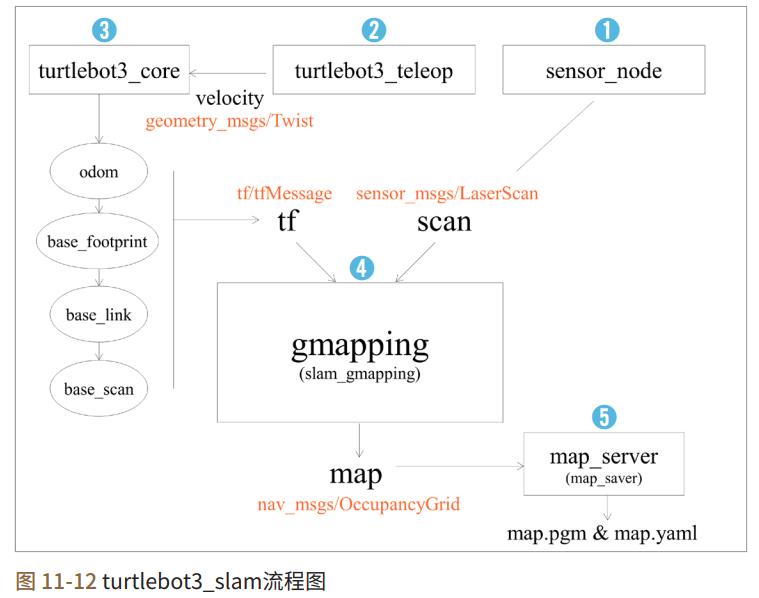 3
2
1
turtlebot3_core
turtlebot3_teleop
sensor_node
velocity
geometry_msgs/Twist
odom
base_footprint
base_link
base_scan
tf/tfMessage
tf
sensor_msgs/LaserScan
scan
4
gmapping
(slam_gmapping)
map
nav_msgs/OccupancyGrid
5
map_server
(map_saver)
map.pgm & map.yaml
图 11-12 turtlebot3_slam流程图